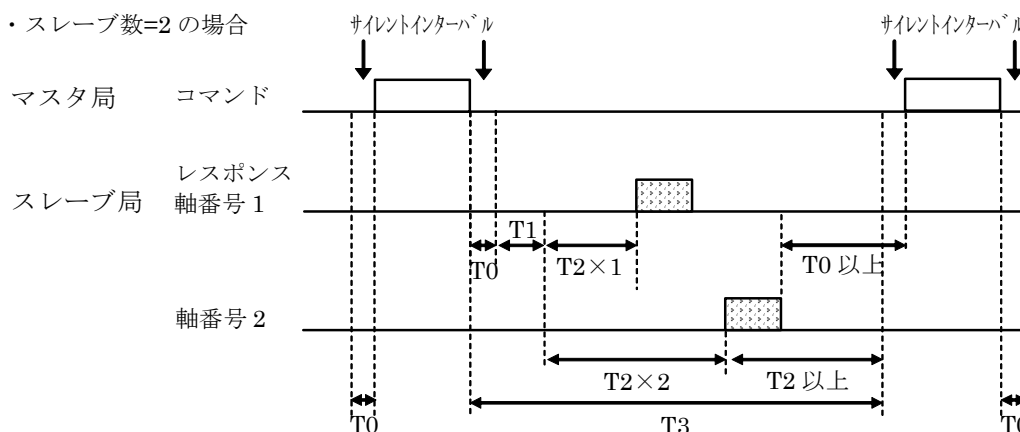 ・スレーブ数=2 の場合
サイレントインターバル
サイレントインターバル
マスタ局
コマンド
レスポンス
スレーブ局
軸番号 1
T1
T0
T2×1
T0 以上
軸番号 2
T2×2
T2 以上
T0
T3
T0